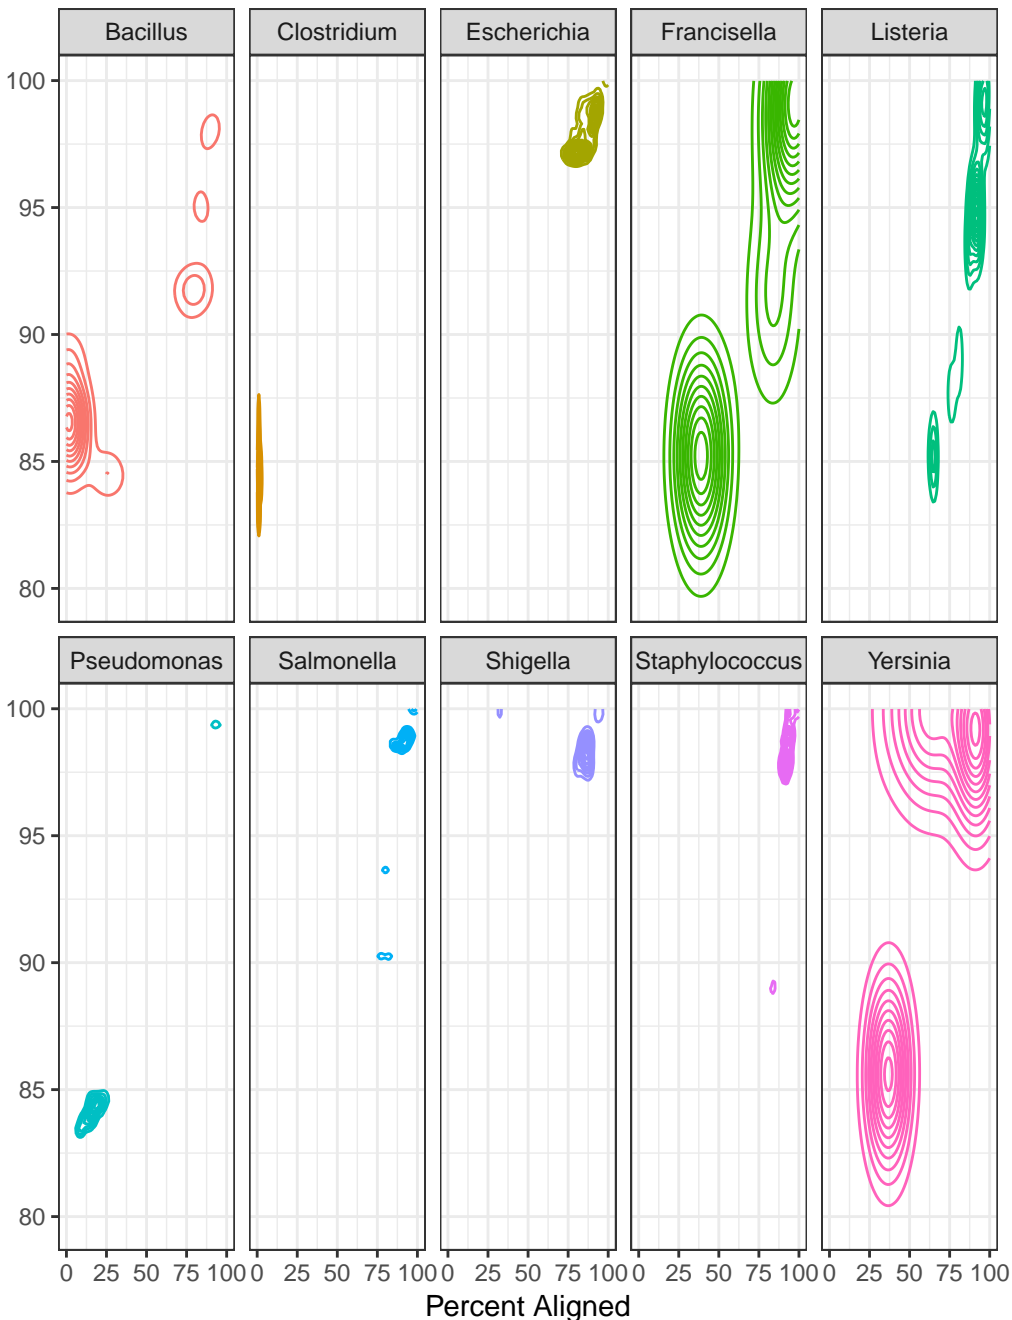 Bacillus Clostridium Escherichia Francisella Listeria
100
95
90
85
80
Pseudomonas Salmonella Shigella Staphylococcus Yersinia
100
95
90
85
80
0 25 50 75 100 0 25 50 75 100 0 25 50 75 100 0 25 50 75 100 0 25 50 75 100
Percent Aligned